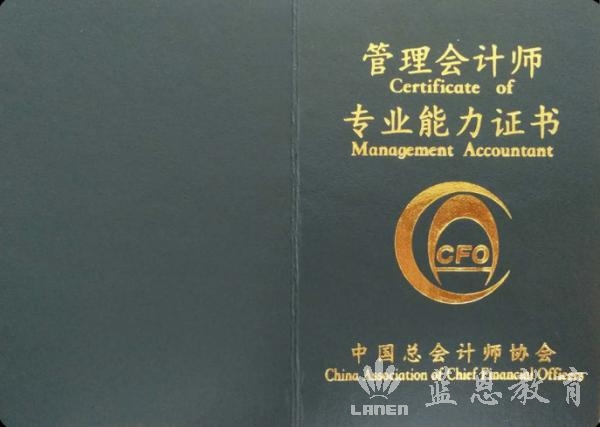 管理会计师
Certificate of
专业能力证书
Management Accountant
CFO
中国总会计师协会
China Association of Chief Financial Officers
LANEN 蓝恩教育